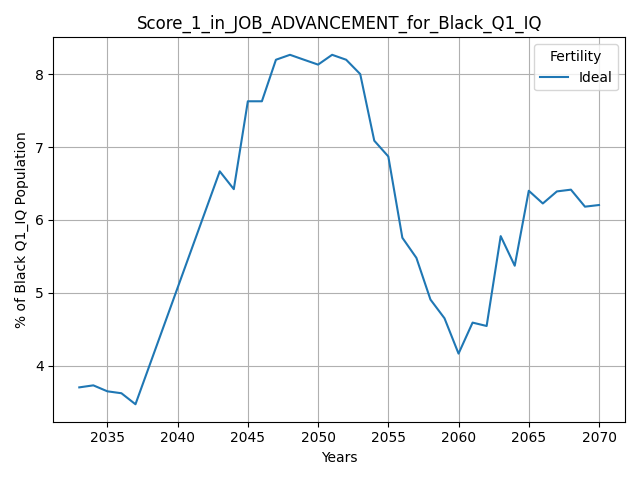 Score_1_in_JOB_ADVANCEMENT_for_Black_Q1_IQ
Fertility
Ideal
% of Black Q1_IQ Population
8
7
6
5
4
2035 2040 2045 2050 2055 2060 2065 2070
Years